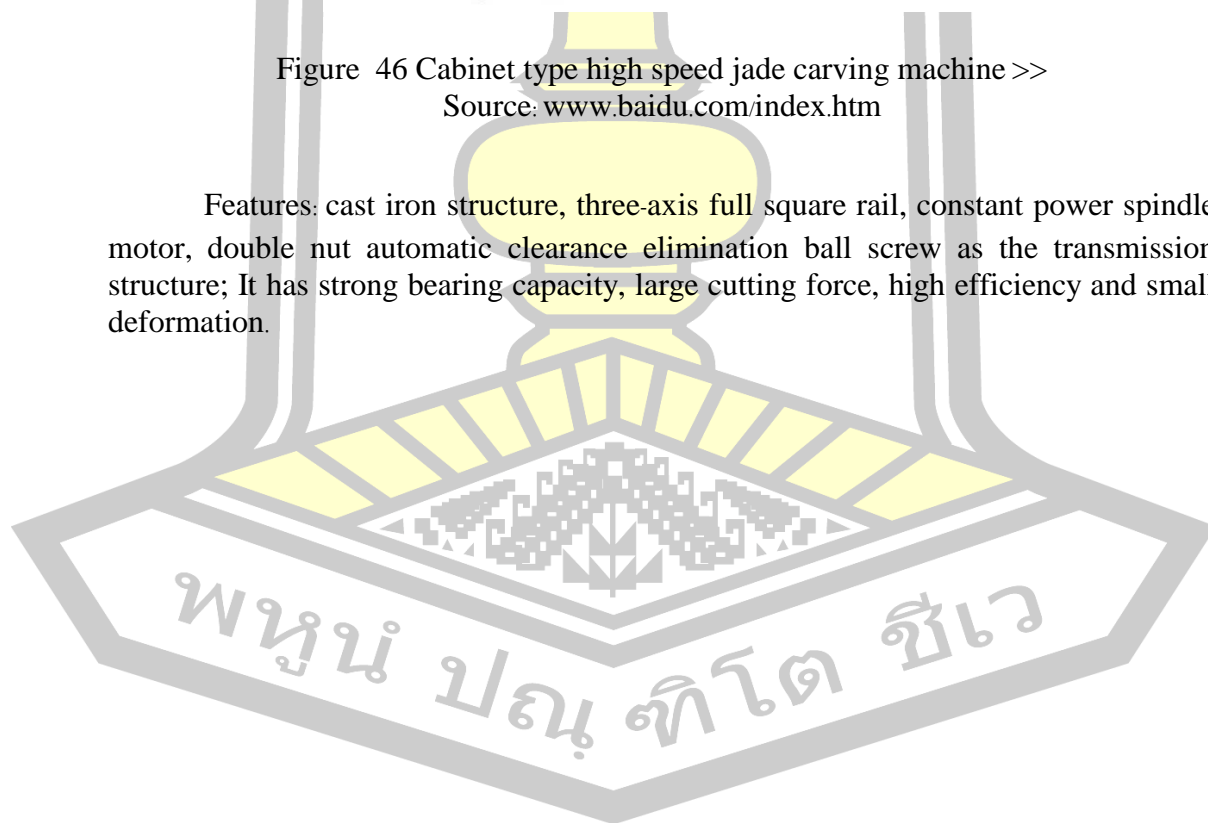 Figure 46 Cabinet type high speed jade carving machine >>
Source: www.baidu.com/index.htm
Features: cast iron structure, three-axis full square rail, constant power spindle
motor, double nut automatic clearance elimination ball screw as the transmission
structure; It has strong bearing capacity, large cutting force, high efficiency and small
deformation.
พหูนํ ปณฺฑิโต ชีเว